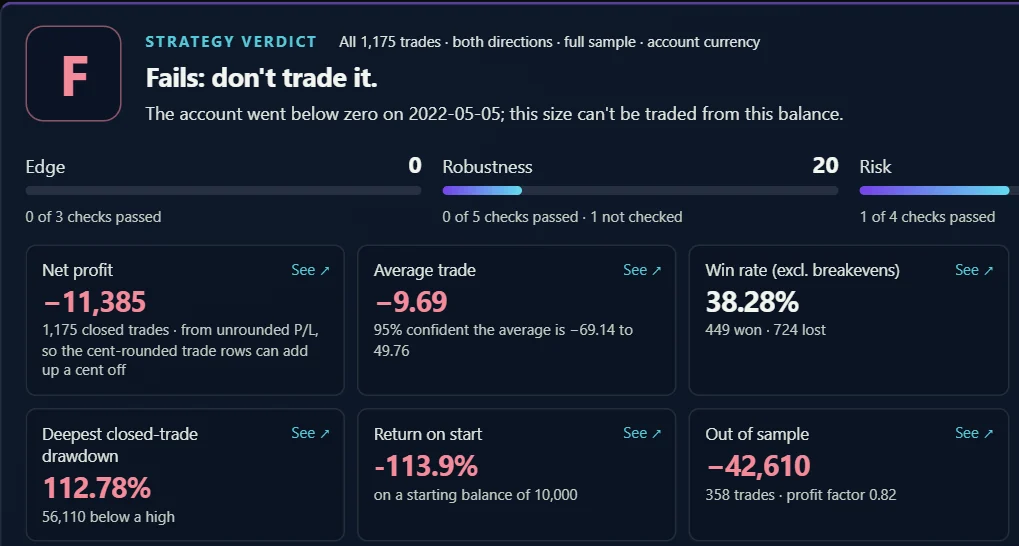 F
STRATEGY VERDICT All 1,175 trades · both directions · full sample · account currency
Fails: don't trade it.
The account went below zero on 2022-05-05; this size can't be traded from this balance.
Edge 0
0 of 3 checks passed
Robustness 20
0 of 5 checks passed · 1 not checked
Risk
1 of 4 checks passed
Net profit See ↗
−11,385
1,175 closed trades · from unrounded P/L,
so the cent-rounded trade rows can add
up a cent off
Average trade See ↗
−9.69
95% confident the average is −69.14 to
49.76
Win rate (excl. breakevens) See ↗
38.28%
449 won · 724 lost
Deepest closed-trade See ↗
drawdown
112.78%
56,110 below a high
Return on start See ↗
-113.9%
on a starting balance of 10,000
Out of sample See ↗
−42,610
358 trades · profit factor 0.82